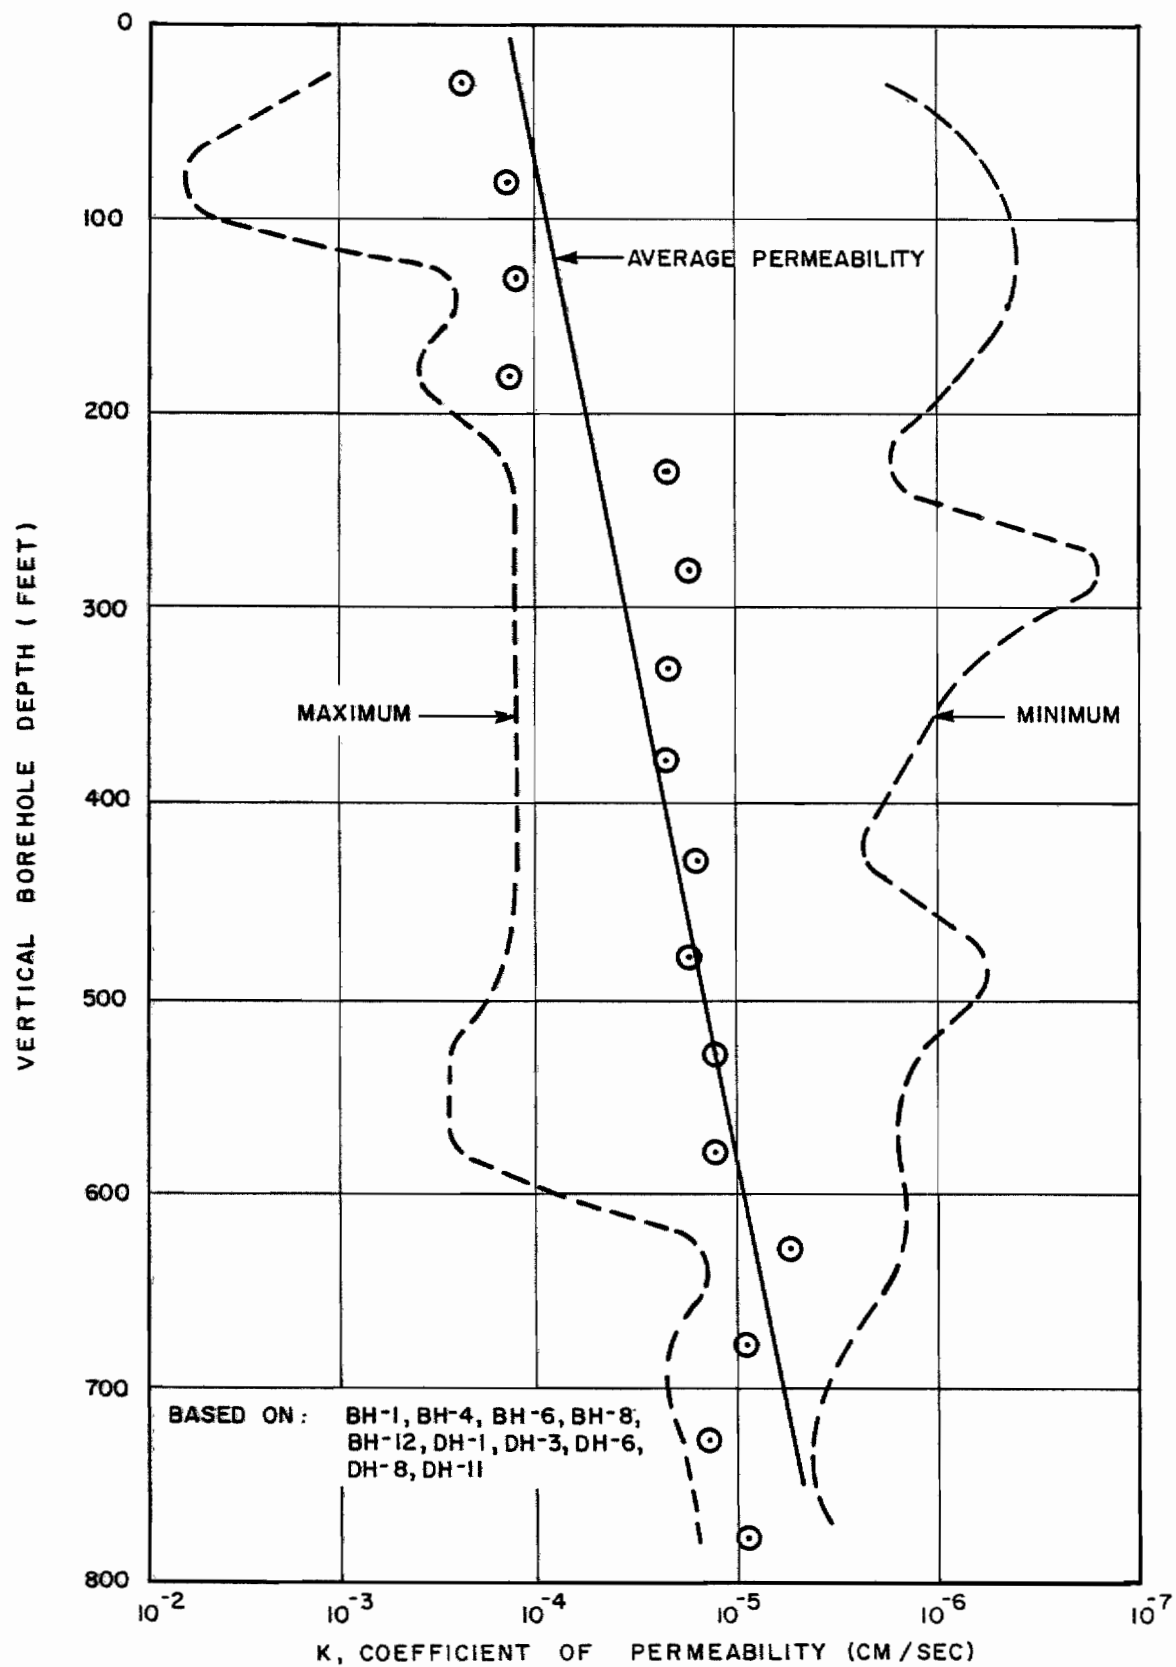 0
100
200
300
400
500
600
700
800
VERTICAL BOREHOLE DEPTH (FEET)
AVERAGE PERMEABILITY
MAXIMUM
MINIMUM
BASED ON: BH-1, BH-4, BH-6, BH-8,
BH-12, DH-1, DH-3, DH-6,
DH-8, DH-11
10-2 10-3 10-4 10-5 10-6 10-7
K, COEFFICIENT OF PERMEABILITY (CM/SEC)